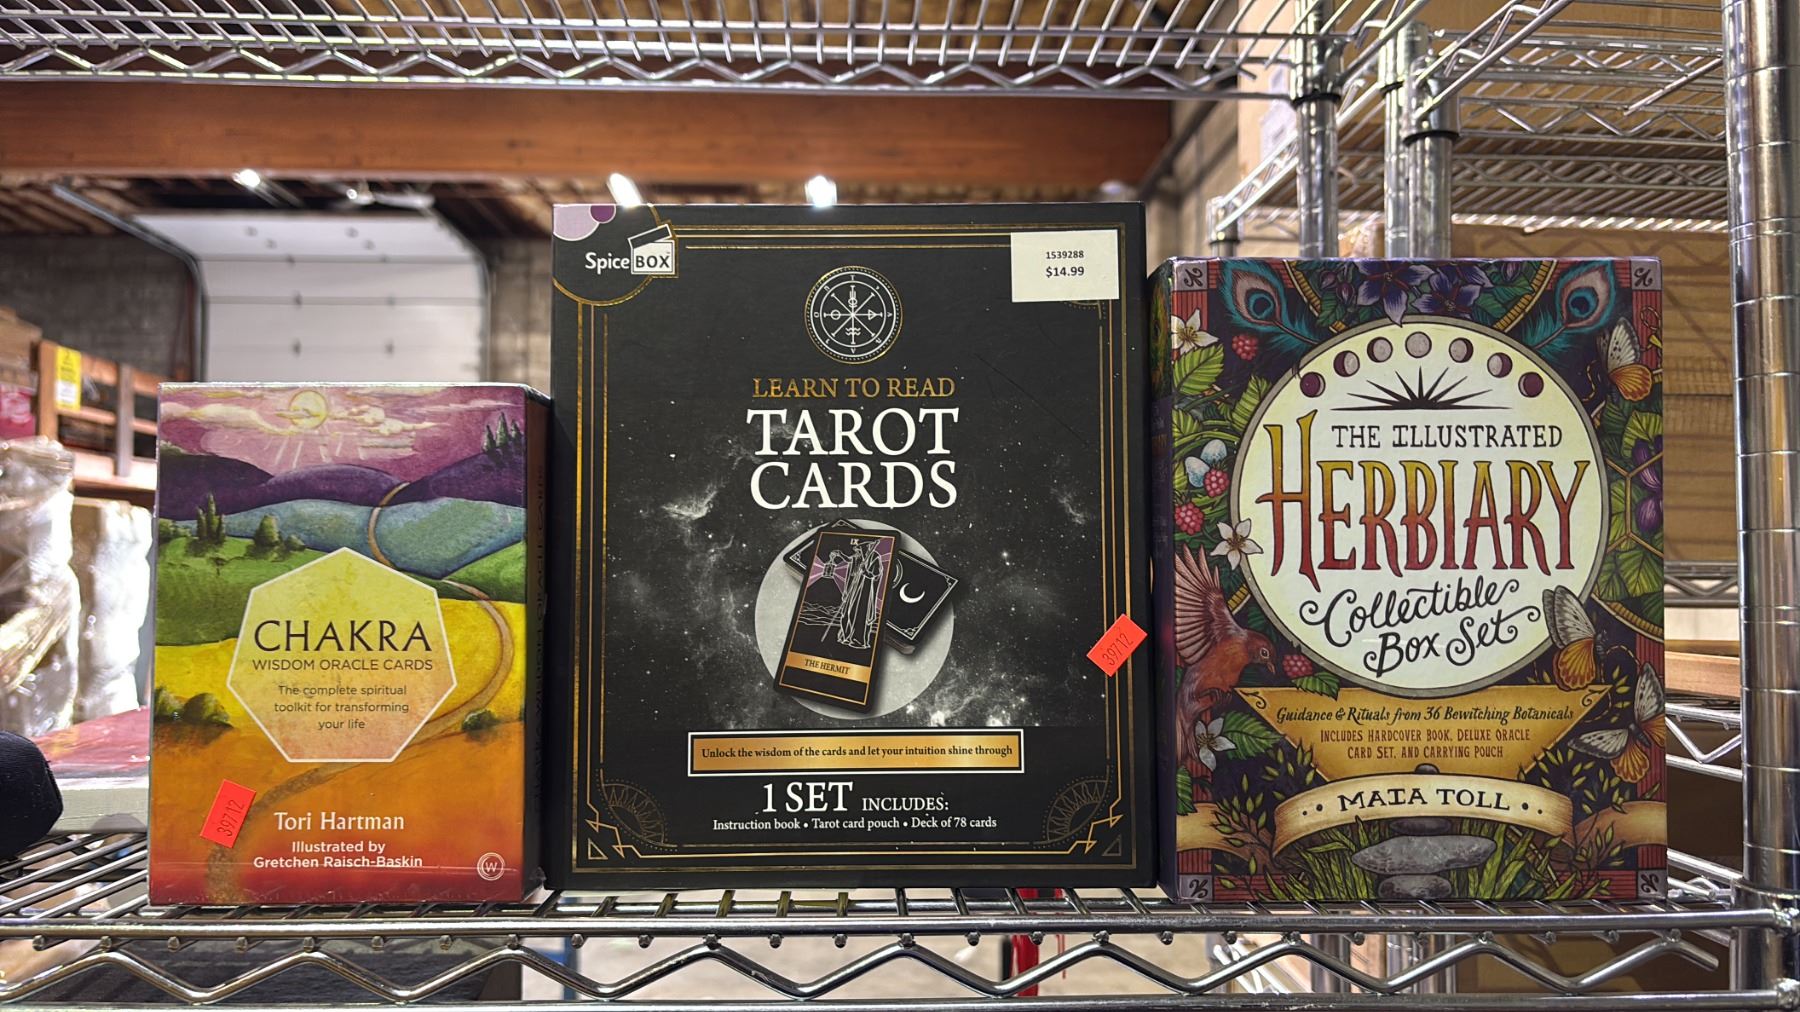 CHAKRA
WISDOM ORACLE CARDS
The complete spiritual
toolkit for transforming
your life
39712
Tori Hartman
Illustrated by
Gretchen Raisch-Baskin
W
Spice BOX
1539288
$14.99
LEARN TO READ
TAROT
CARDS
IX
THE HERMIT
39712
Unlock the wisdom of the cards and let your intuition shine through
1 SET INCLUDES:
Instruction book • Tarot card pouch • Deck of 78 cards
THE ILLUSTRATED
HERBIARY
Collectible
Box Set
Guidance & Rituals from 36 Bewitching Botanicals
INCLUDES HARDCOVER BOOK, DELUXE ORACLE
CARD SET, AND CARRYING POUCH
• MAIA TOLL •